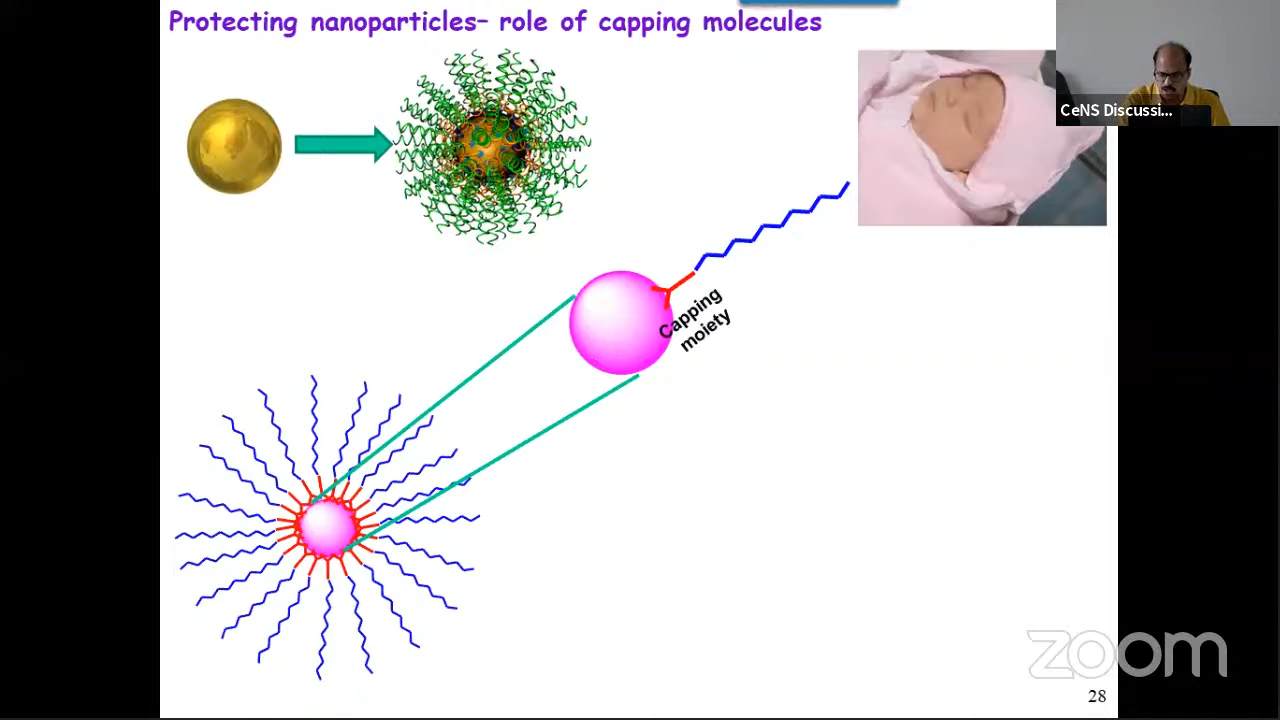 Protecting nanoparticles– role of capping molecules
CeNS Discussi...
Capping
moiety
zoom
28